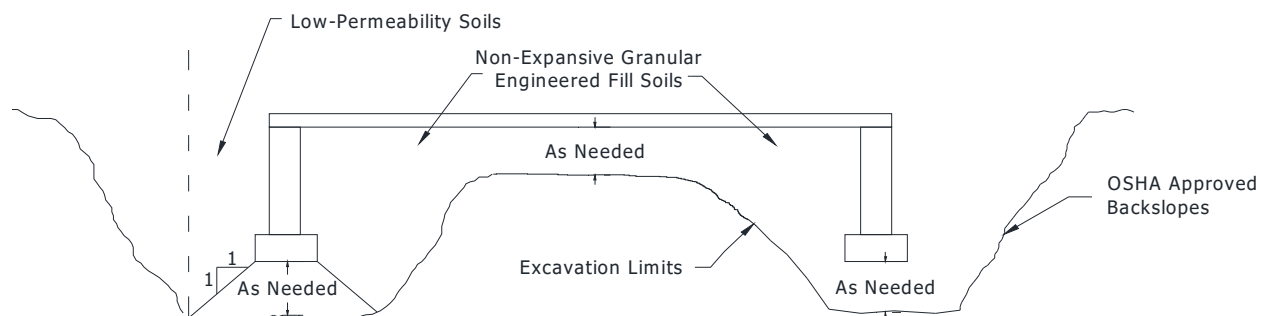 Low-Permeability Soils
Non-Expansive Granular
Engineered Fill Soils
As Needed
OSHA Approved
Backslopes
Excavation Limits
1
1
As Needed
As Needed